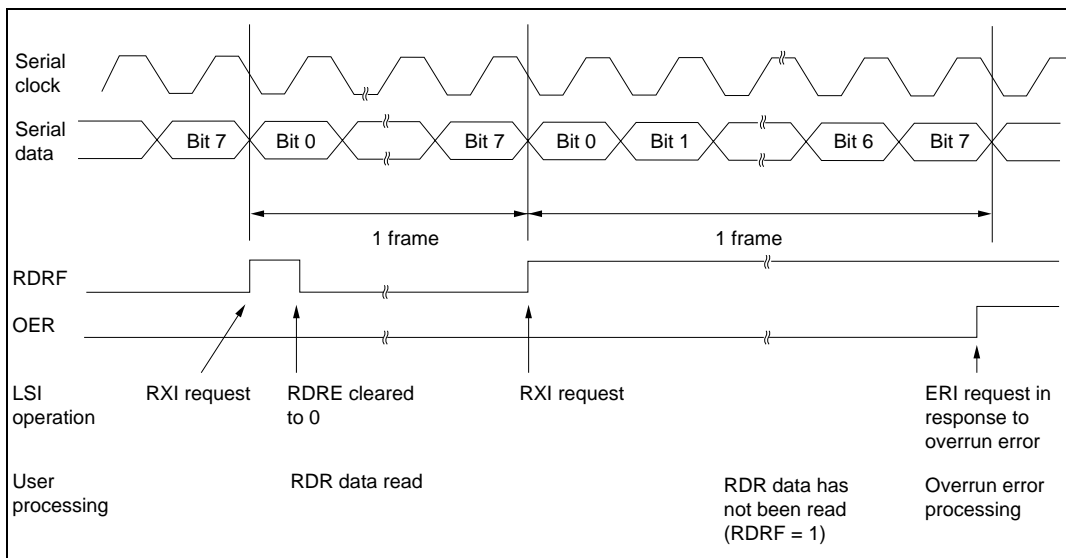 Serial
clock
Serial
data
Bit 7
Bit 0
Bit 7
Bit 0
Bit 1
Bit 6
Bit 7
1 frame
1 frame
RDRF
OER
LSI
operation
RXI request
RDRE cleared
to 0
RXI request
ERI request in
response to
overrun error
User
processing
RDR data read
RDR data has
not been read
(RDRF = 1)
Overrun error
processing